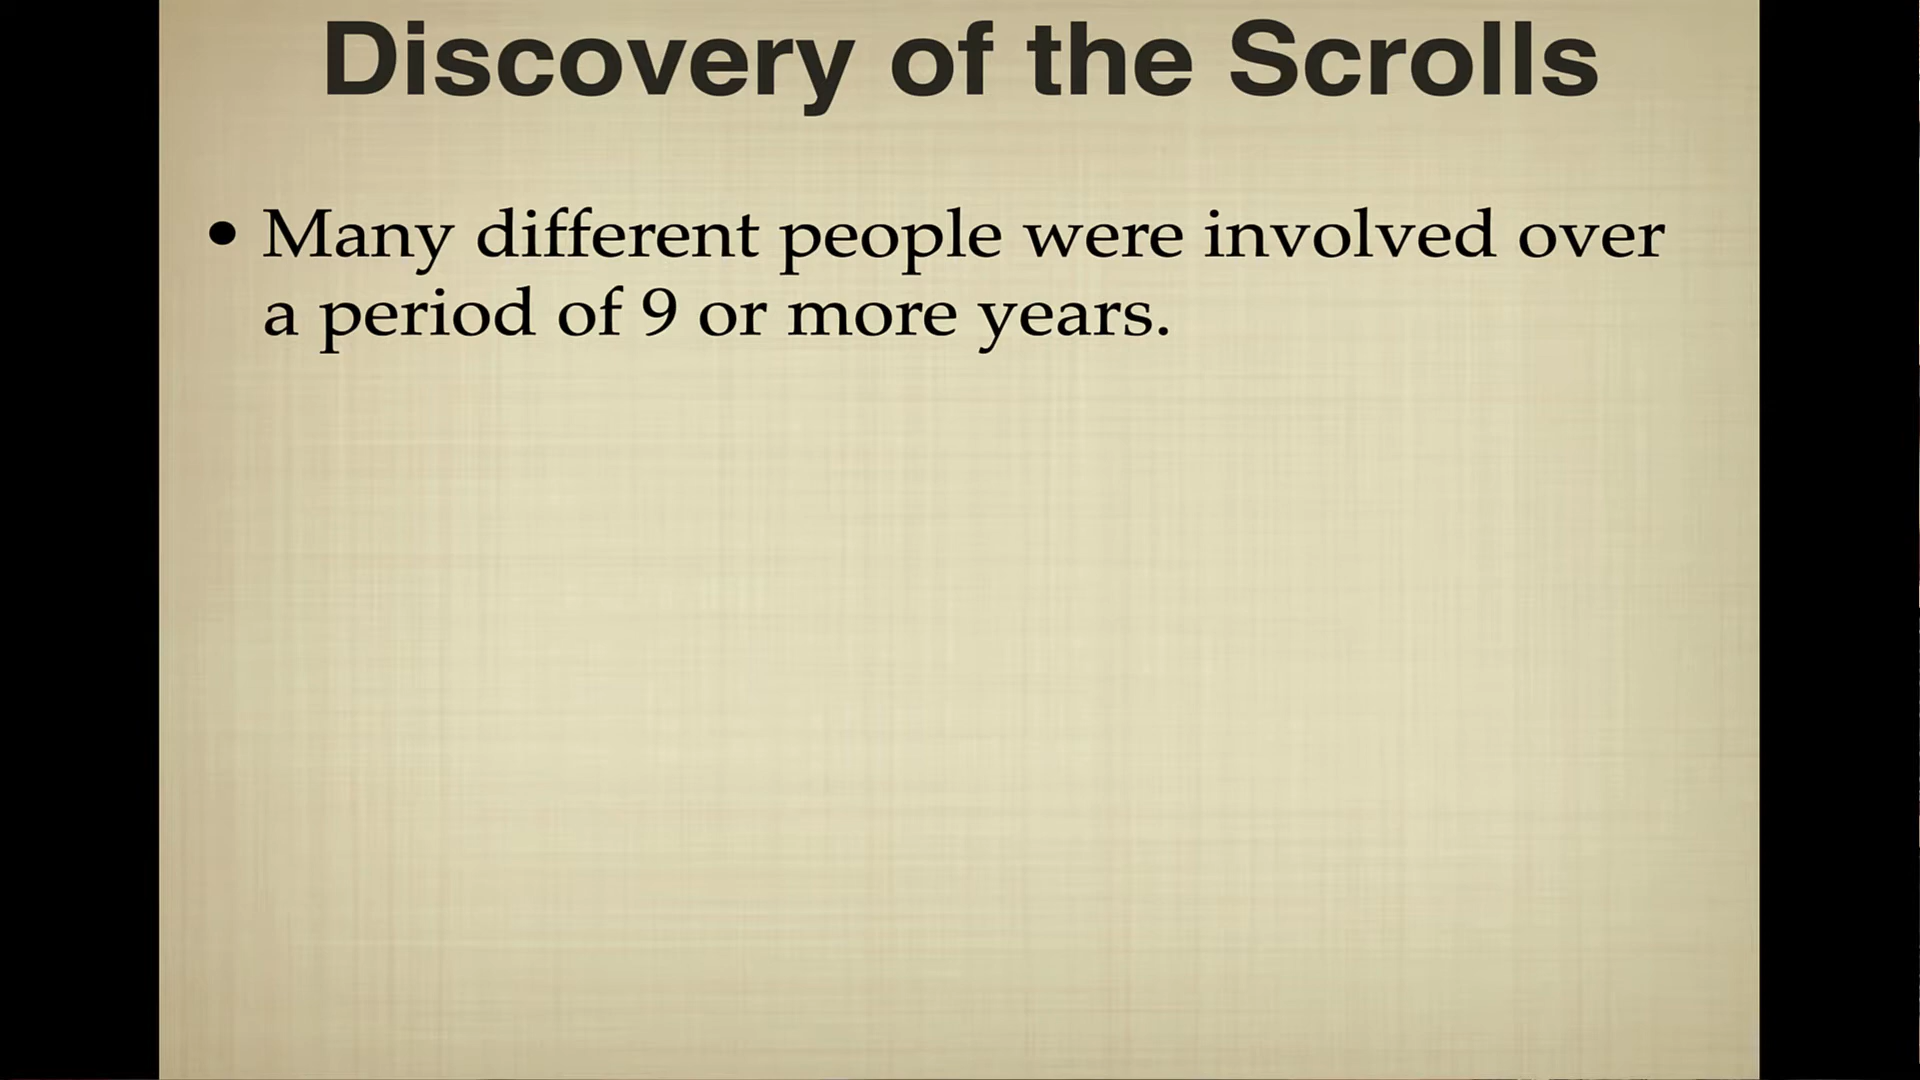 Discovery of the Scrolls
• Many different people were involved over
a period of 9 or more years.